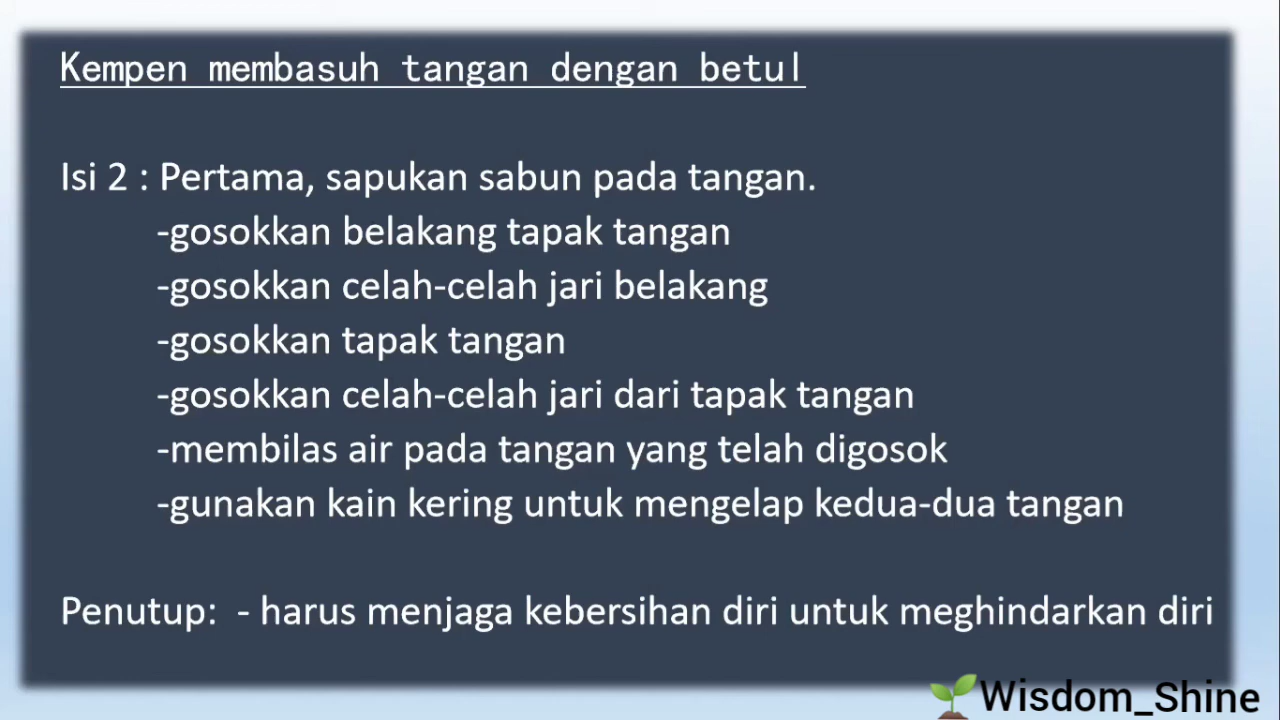 Kempen membasuh tangan dengan betul
Isi 2 : Pertama, sapukan sabun pada tangan.
-gosokkan belakang tapak tangan
-gosokkan celah-celah jari belakang
-gosokkan tapak tangan
-gosokkan celah-celah jari dari tapak tangan
-membilas air pada tangan yang telah digosok
-gunakan kain kering untuk mengelap kedua-dua tangan
Penutup: - harus menjaga kebersihan diri untuk meghindarkan diri
Wisdom_Shine